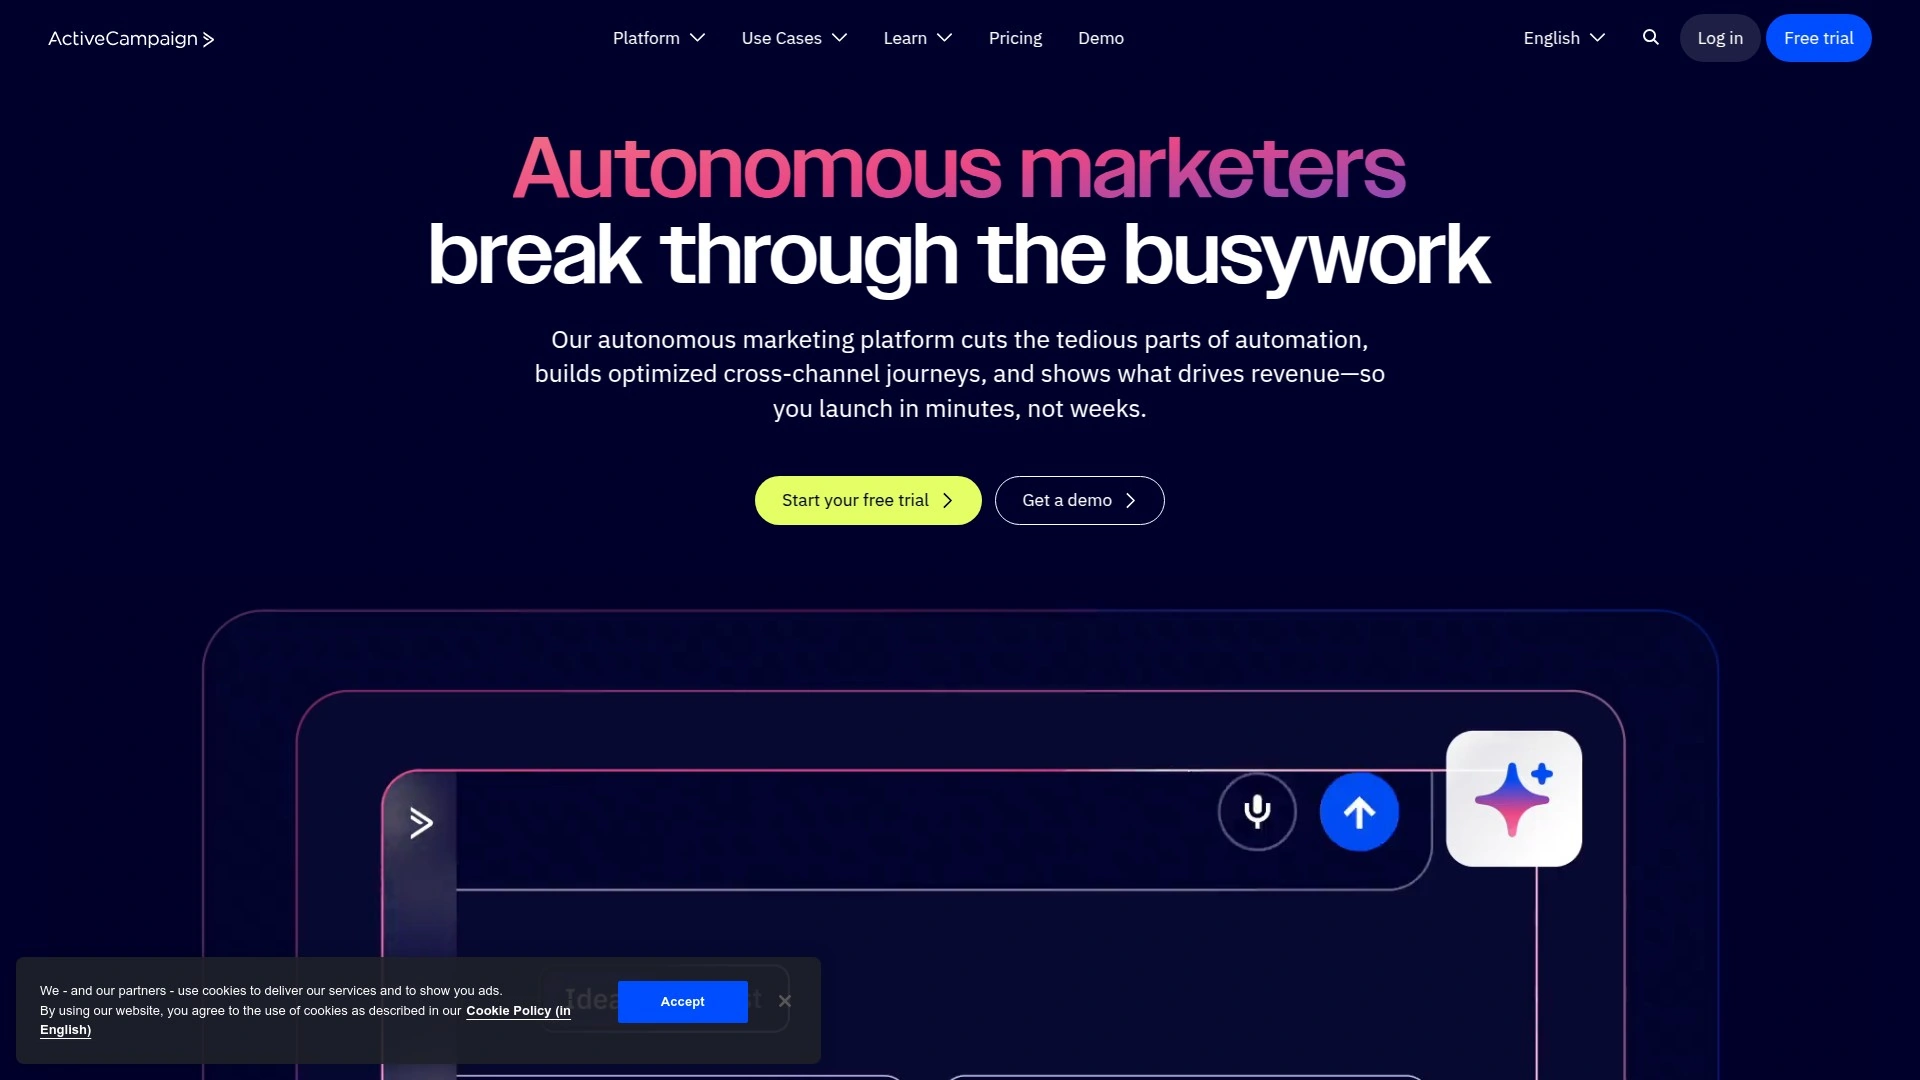 ActiveCampaign
Platform
Use Cases
Learn
Pricing
Demo
English
Log in
Free trial
Autonomous marketers
break through the busywork
Our autonomous marketing platform cuts the tedious parts of automation,
builds optimized cross-channel journeys, and shows what drives revenue—so
you launch in minutes, not weeks.
Start your free trial
Get a demo
We - and our partners - use cookies to deliver our services and to show you ads.
By using our website, you agree to the use of cookies as described in our Cookie Policy (in
English)
Accept